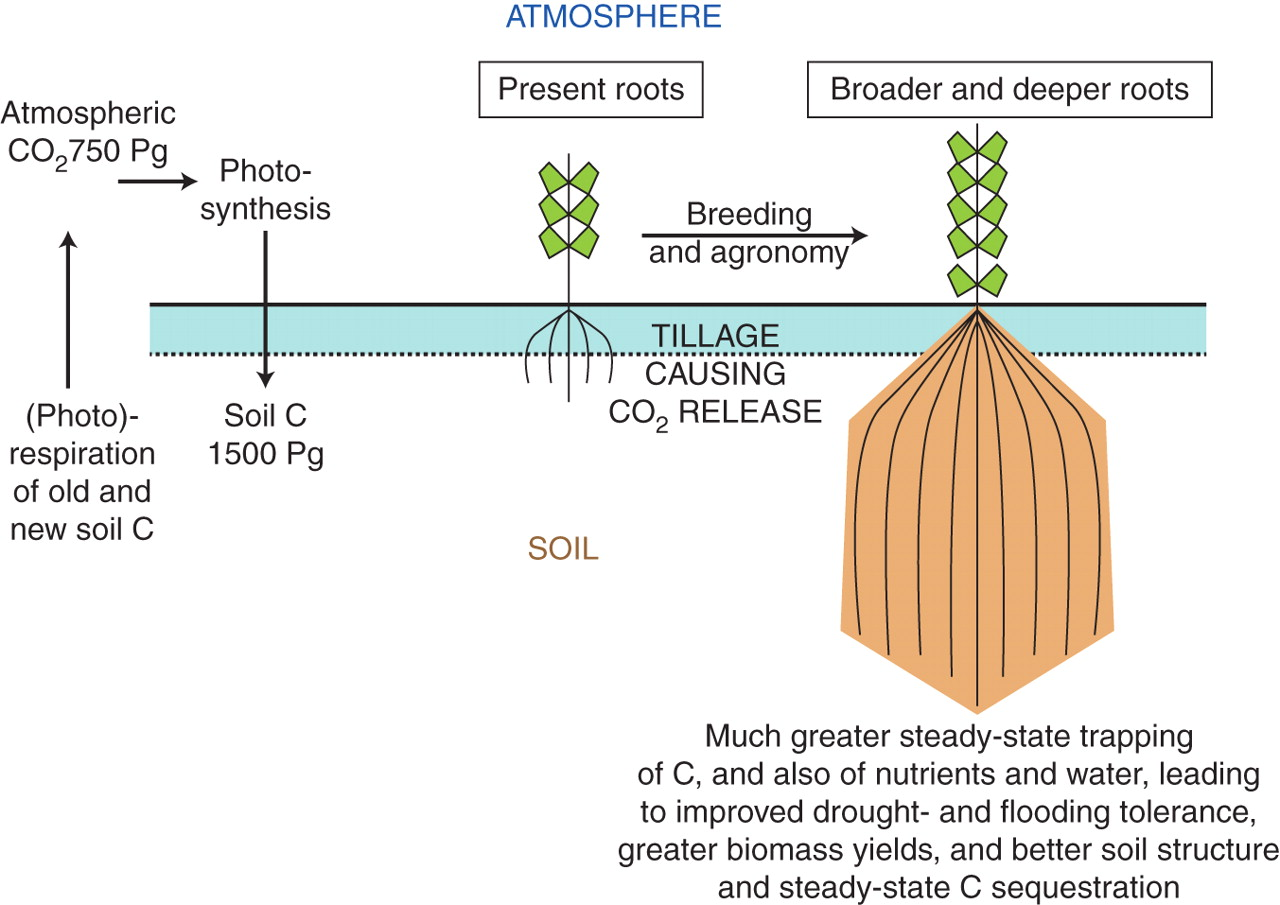 ATMOSPHERE
Present roots
Broader and deeper roots
Atmospheric
CO₂750 Pg
Photo-
synthesis
Breeding
and agronomy
TILLAGE
CAUSING
CO₂ RELEASE
(Photo)-
respiration
of old and
new soil C
Soil C
1500 Pg
SOIL
Much greater steady-state trapping
of C, and also of nutrients and water, leading
to improved drought- and flooding tolerance,
greater biomass yields, and better soil structure
and steady-state C sequestration